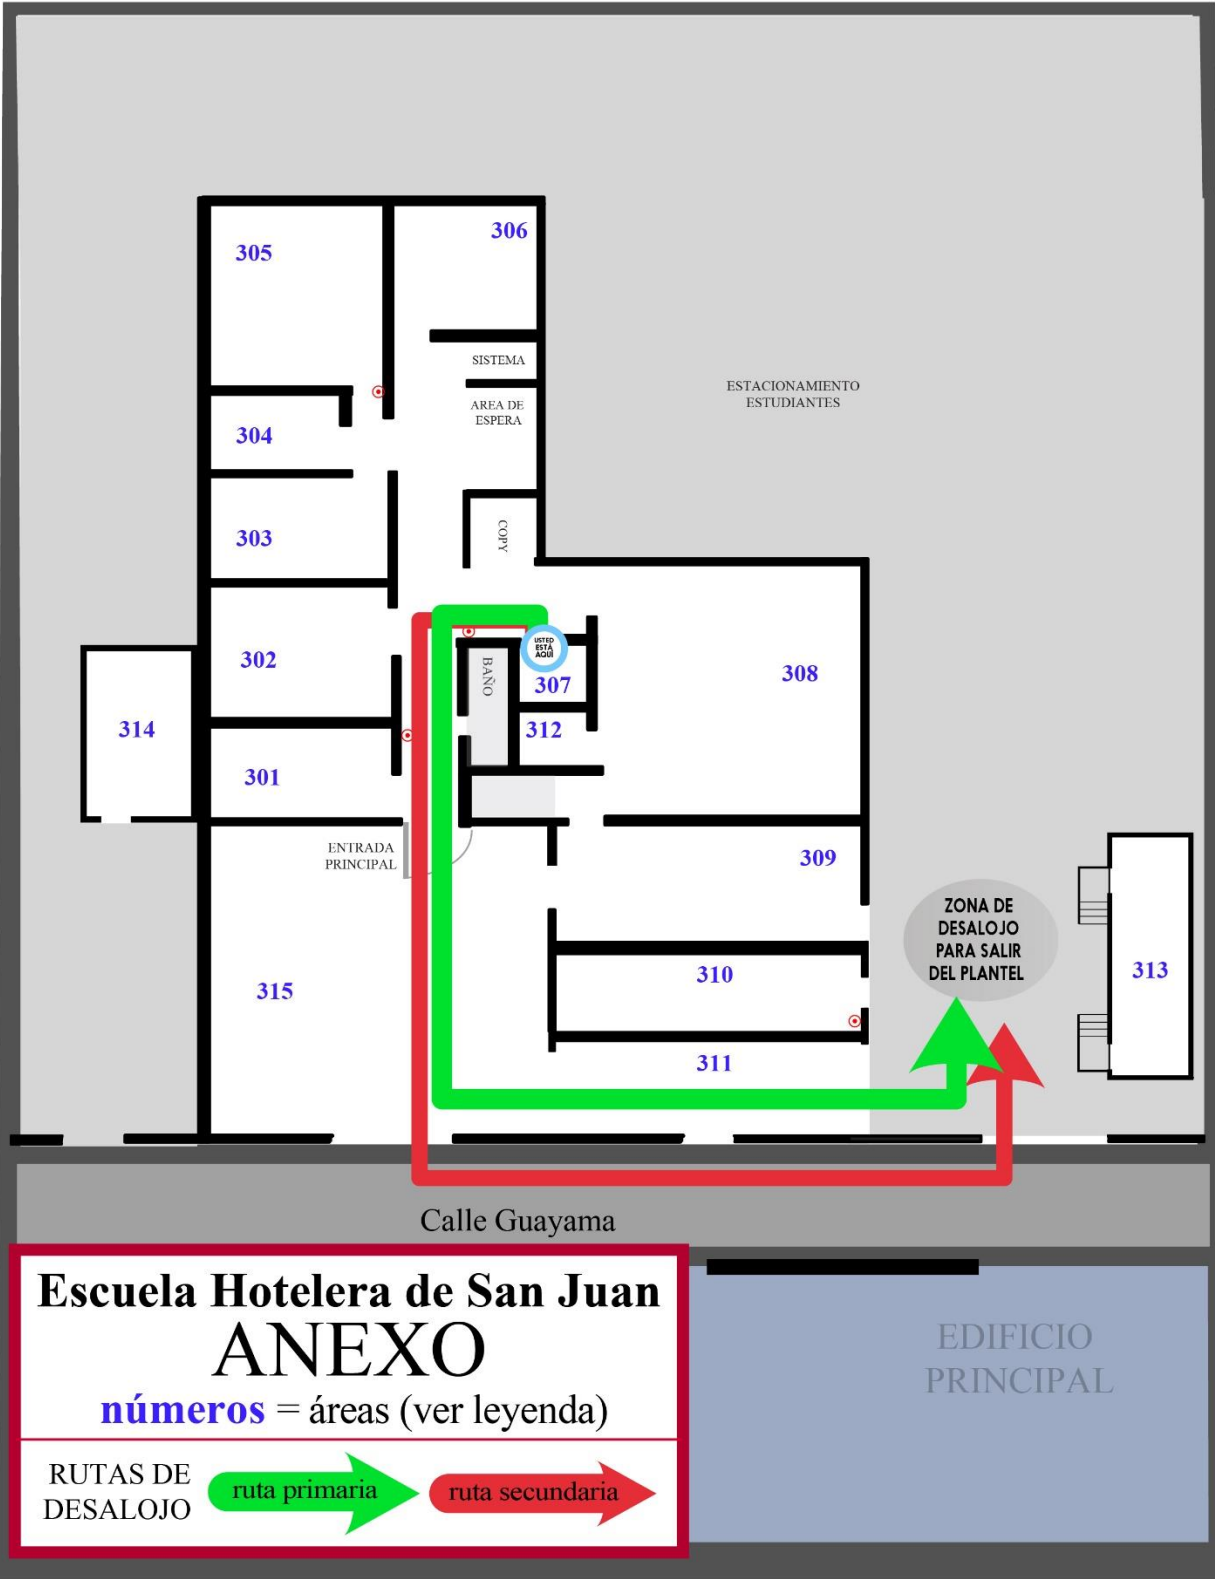 306
305
SISTEMA
ESTACIONAMIENTO
ESTUDIANTES
AREA DE
ESPERA
304
COPY
303
USTED
ESTÁ
AQUÍ
302
BAÑO
307
308
314
312
301
ENTRADA
PRINCIPAL
309
ZONA DE
DESALOJO
PARA SALIR
DEL PLANTEL
310
313
315
311
Calle Guayama
Escuela Hotelera de San Juan
ANEXO
números = áreas (ver leyenda)
RUTAS DE
DESALOJO
ruta primaria
ruta secundaria
EDIFICIO
PRINCIPAL